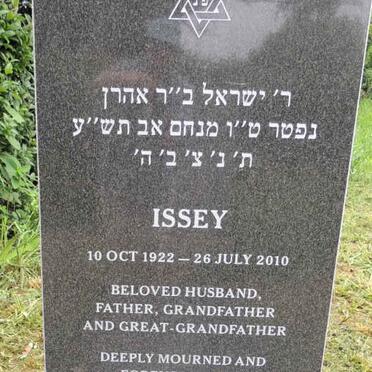 פ נ
ר' ישראל ב''ר אהרן
נפטר ט''ו מנחם אב תש''ע
ת' נ' צ' ב' ה'
ISSEY
10 OCT 1922 – 26 JULY 2010
BELOVED HUSBAND,
FATHER, GRANDFATHER
AND GREAT-GRANDFATHER
DEEPLY MOURNED AND